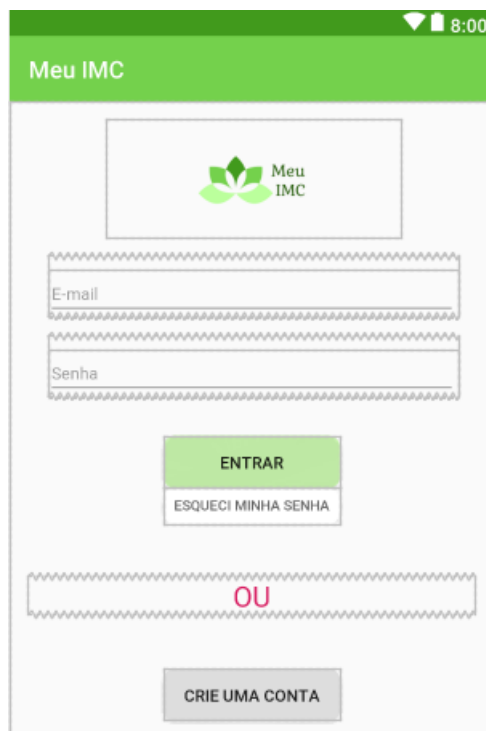 8:00
Meu IMC
Meu
IMC
E-mail
Senha
ENTRAR
ESQUECI MINHA SENHA
OU
CRIE UMA CONTA